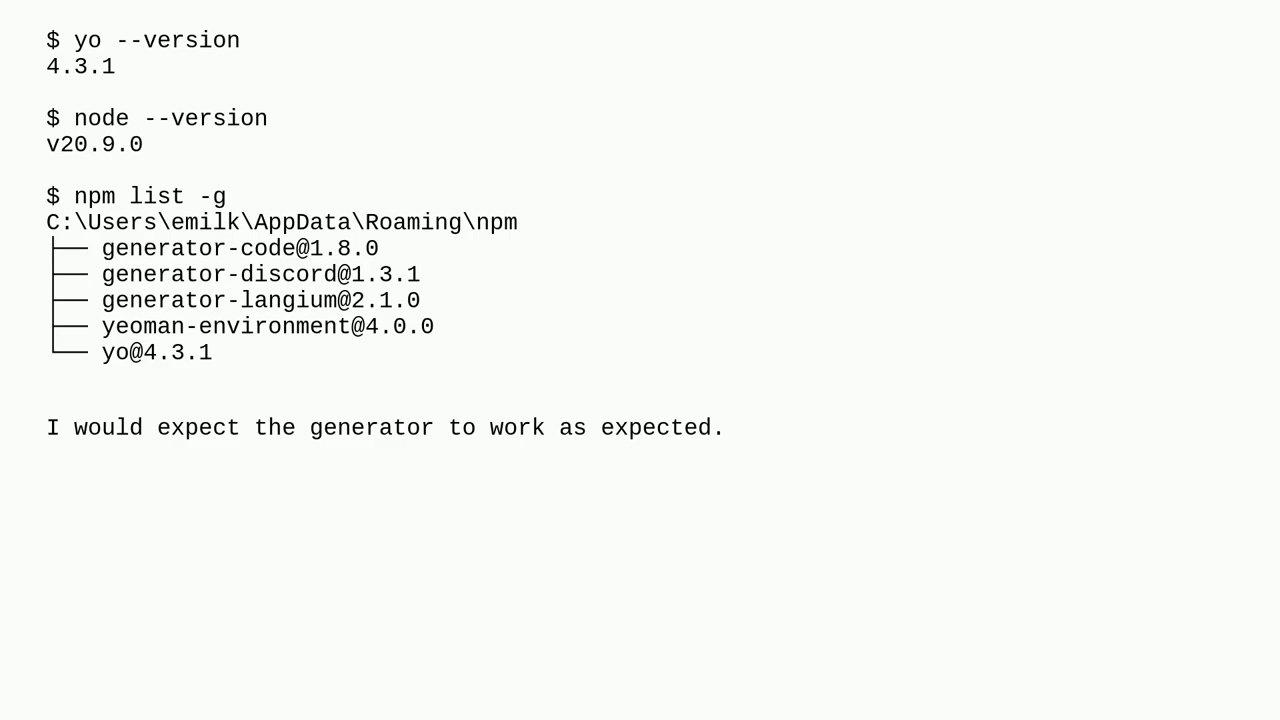 $ yo --version
4.3.1
$ node --version
v20.9.0
$ npm list -g
C:\Users\emilk\AppData\Roaming\npm
├── generator-code@1.8.0
├── generator-discord@1.3.1
├── generator-langium@2.1.0
├── yeoman-environment@4.0.0
└── yo@4.3.1
I would expect the generator to work as expected.